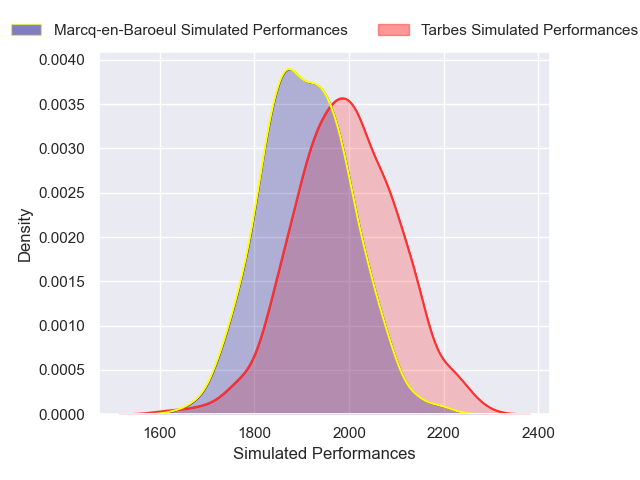 Marcq-en-Baroeul Simulated Performances
Tarbes Simulated Performances
0.0040
0.0035
0.0030
0.0025
0.0020
0.0015
0.0010
0.0005
0.0000
Density
1600 1800 2000 2200 2400
Simulated Performances